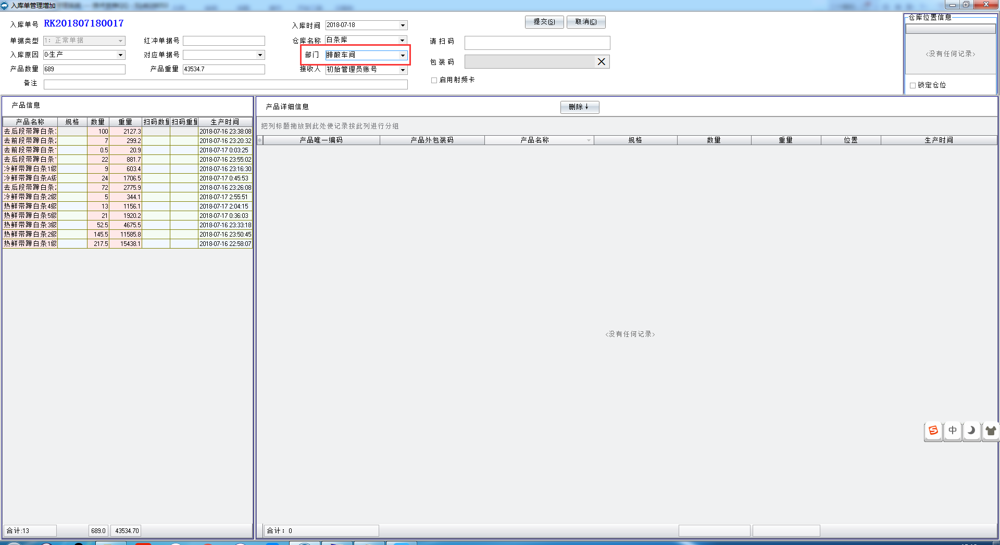 入库单管理增加
入库单号 RK201807180017
入库时间 2018-07-18
提交(S) 取消(C)
仓库位置信息
单据类型 1: 正常单据 红冲单据号
仓库名称 白条库
请扫码
入库原因 0-生产 对应单据号
部门 排酸车间
包装码
<没有任何记录>
产品数量 689 产品重量 43534.7
接收人 初始管理员账号
备注
启用射频卡
锁定仓位
产品信息
产品名称 规格 数量 重量 扫码数量 扫码重量 生产时间
去后段带蹄白条 100 2127.3 2018-07-16 23:38:08
去前段带蹄白条 7 299.2 2018-07-16 23:20:32
去前段带蹄白条 0.5 20.9 2018-07-17 0:03:25
去后段带蹄白条 22 881.7 2018-07-16 23:55:02
冷鲜带蹄白条1级 9 603.4 2018-07-16 23:16:30
冷鲜带蹄白条A级 24 1706.5 2018-07-17 0:45:53
去后段带蹄白条 72 2775.9 2018-07-16 23:26:08
冷鲜带蹄白条2级 5 344.1 2018-07-17 2:55:51
热鲜带蹄白条4级 13 1156.1 2018-07-17 2:04:15
热鲜带蹄白条5级 21 1920.2 2018-07-17 0:36:03
热鲜带蹄白条3级 52.5 4675.5 2018-07-16 23:33:18
热鲜带蹄白条2级 145.5 11585.8 2018-07-16 23:50:45
热鲜带蹄白条1级 217.5 15438.1 2018-07-16 22:58:07
合计:13 689.0 43534.70
产品详细信息 删除↓
把列标题拖放到此处使记录按此列进行分组
产品唯一编码 产品外包装码 产品名称 规格 数量 重量 位置 生产时间
<没有任何记录>
中
合计: 0